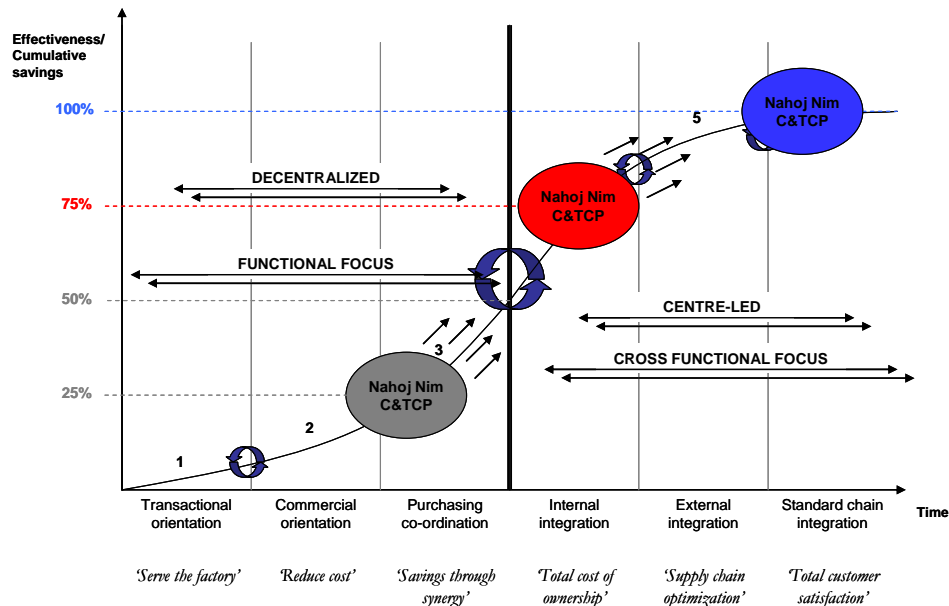 Effectiveness/
Cumulative
savings
100%
5
Nahoj Nim
C&TCP
DECENTRALIZED
75%
Nahoj Nim
C&TCP
FUNCTIONAL FOCUS
50%
CENTRE-LED
3
CROSS FUNCTIONAL FOCUS
25%
Nahoj Nim
C&TCP
2
1
Transactional
orientation
Commercial
orientation
Purchasing
co-ordination
Internal
integration
External
integration
Standard chain
integration
Time
‘Serve the factory’
‘Reduce cost’
‘Savings through
synergy’
‘Total cost of
ownership’
‘Supply chain
optimization’
‘Total customer
satisfaction’